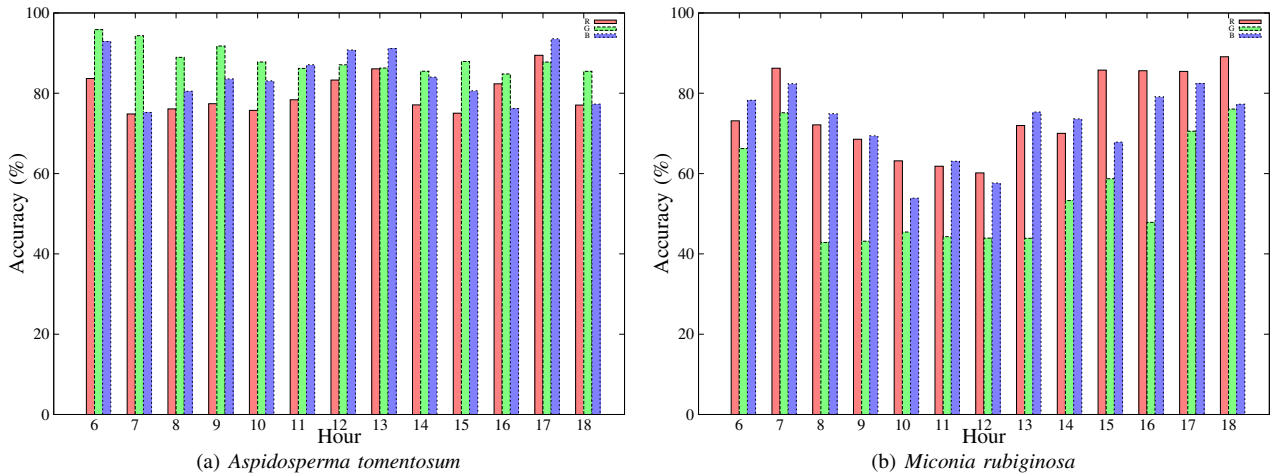 100
80
60
40
20
0
Accuracy (%)
R
G
B
6 7 8 9 10 11 12 13 14 15 16 17 18
Hour
(a) Aspidosperma tomentosum
100
80
60
40
20
0
Accuracy (%)
R
G
B
6 7 8 9 10 11 12 13 14 15 16 17 18
Hour
(b) Miconia rubiginosa